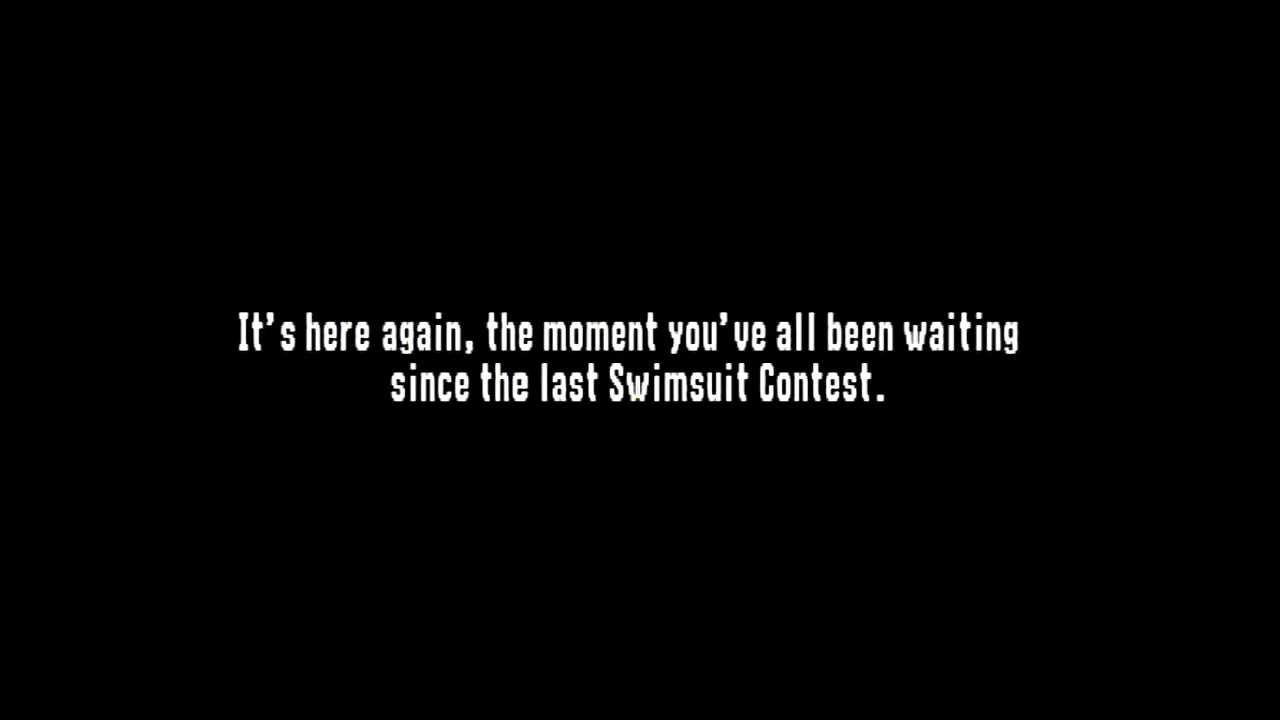 It's here again, the moment you've all been waiting
since the last Swimsuit Contest.